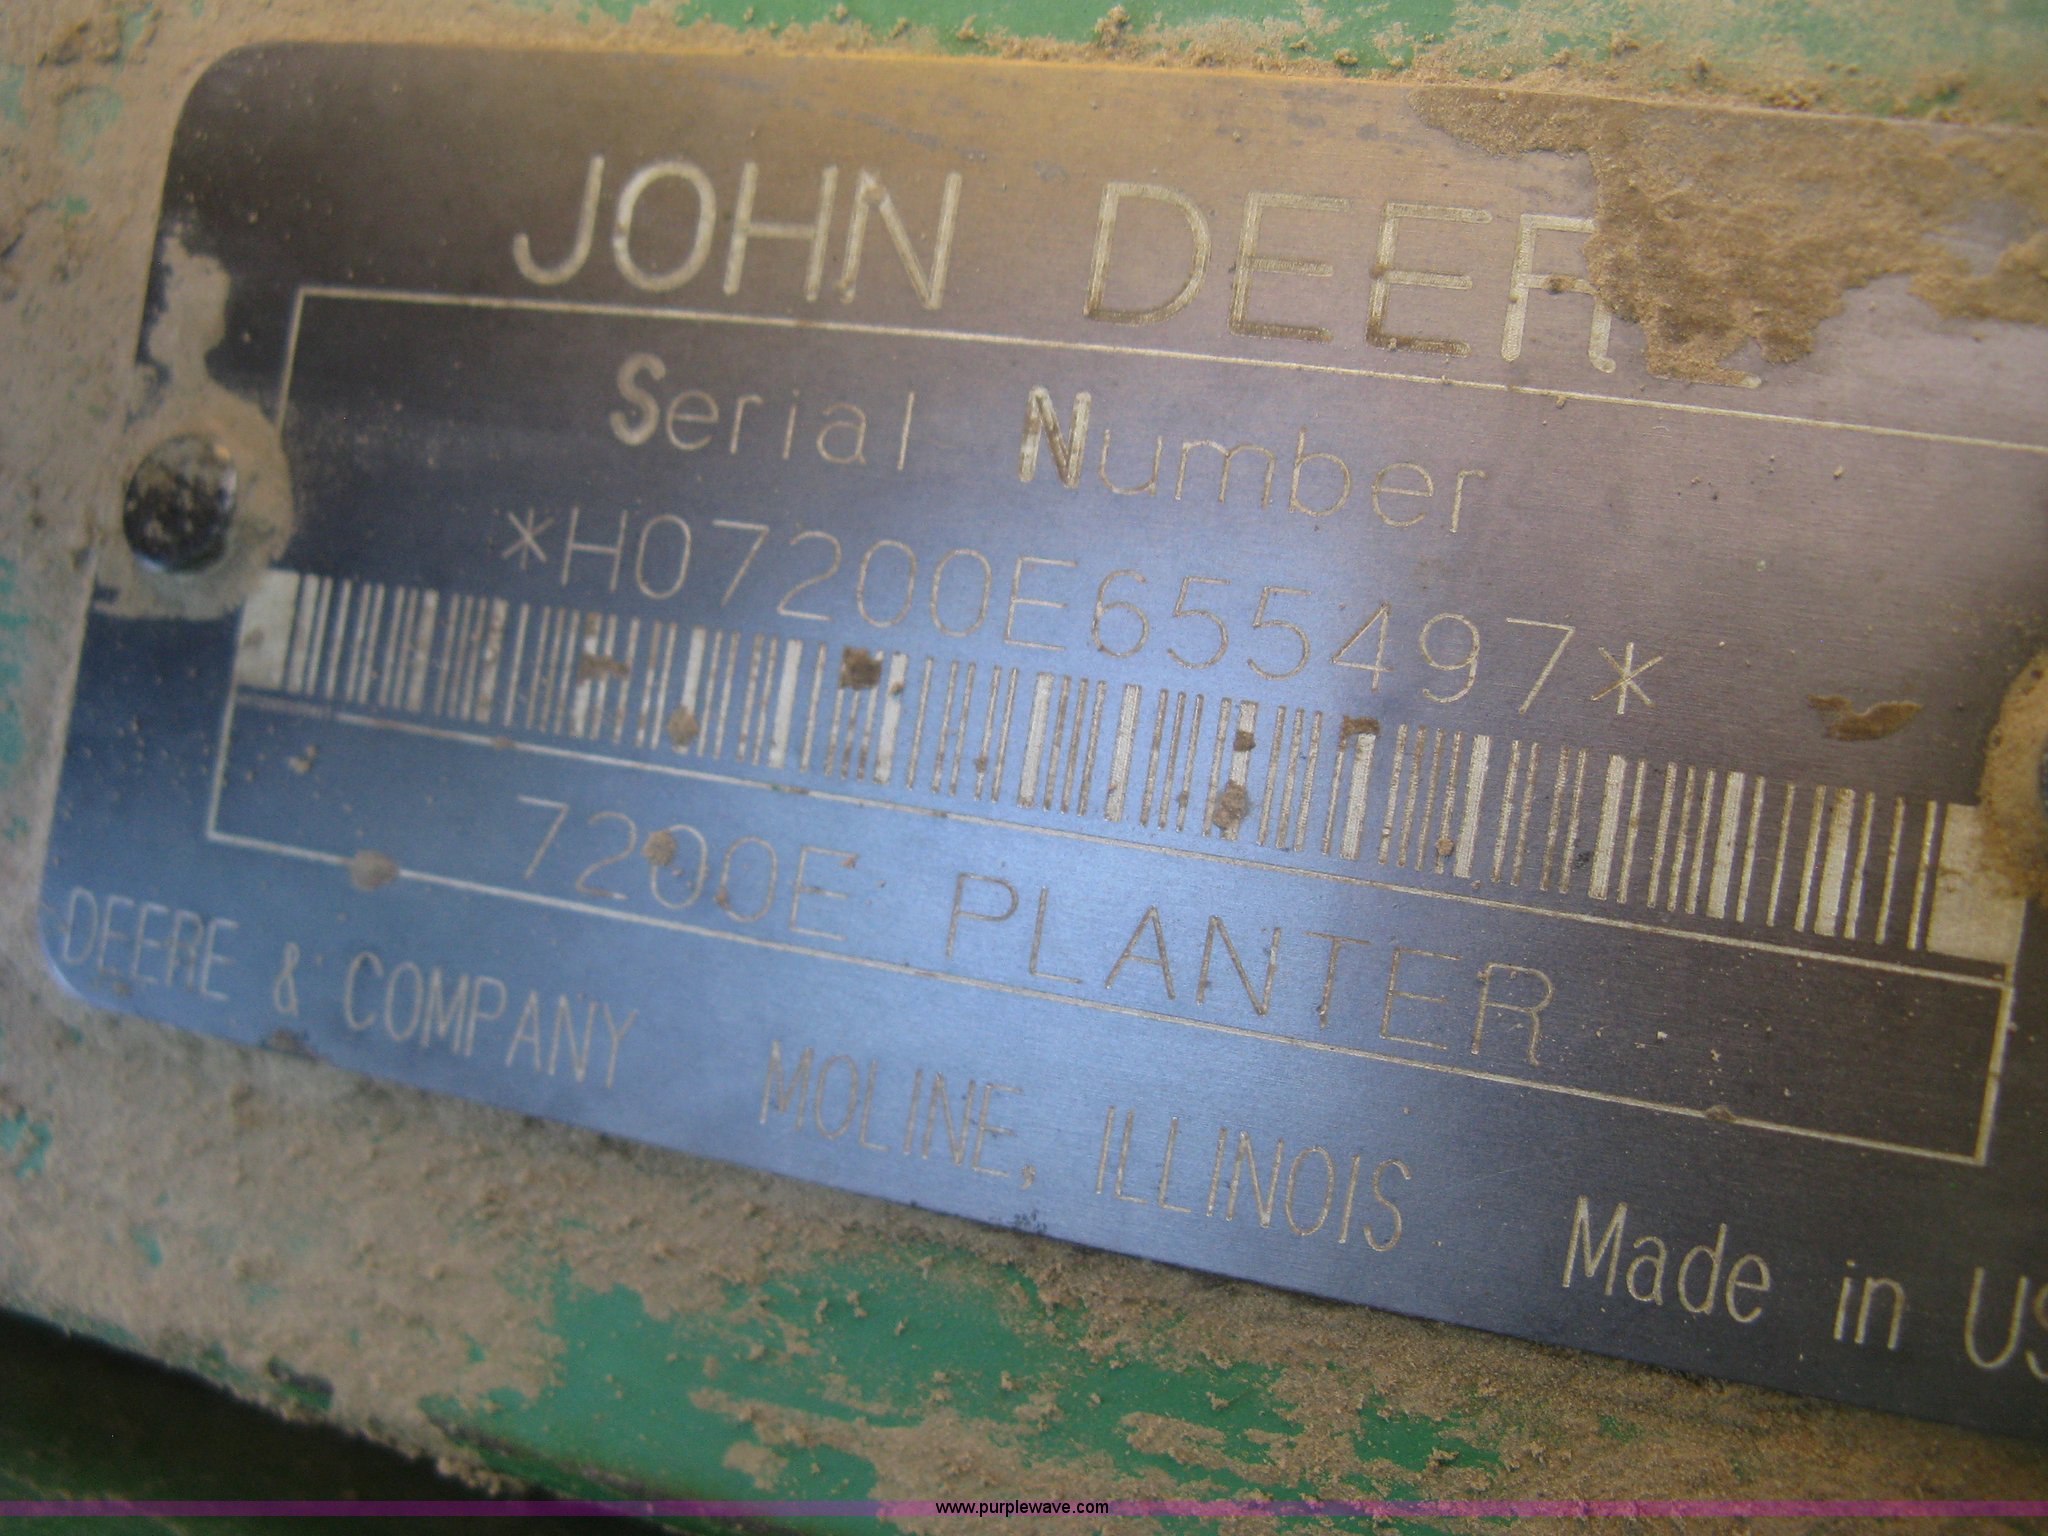 JOHN DEER
Serial Number
*H07200E655497*
7200E PLANTER
DEERE & COMPANY MOLINE, ILLINOIS Made in US
www.purplewave.com